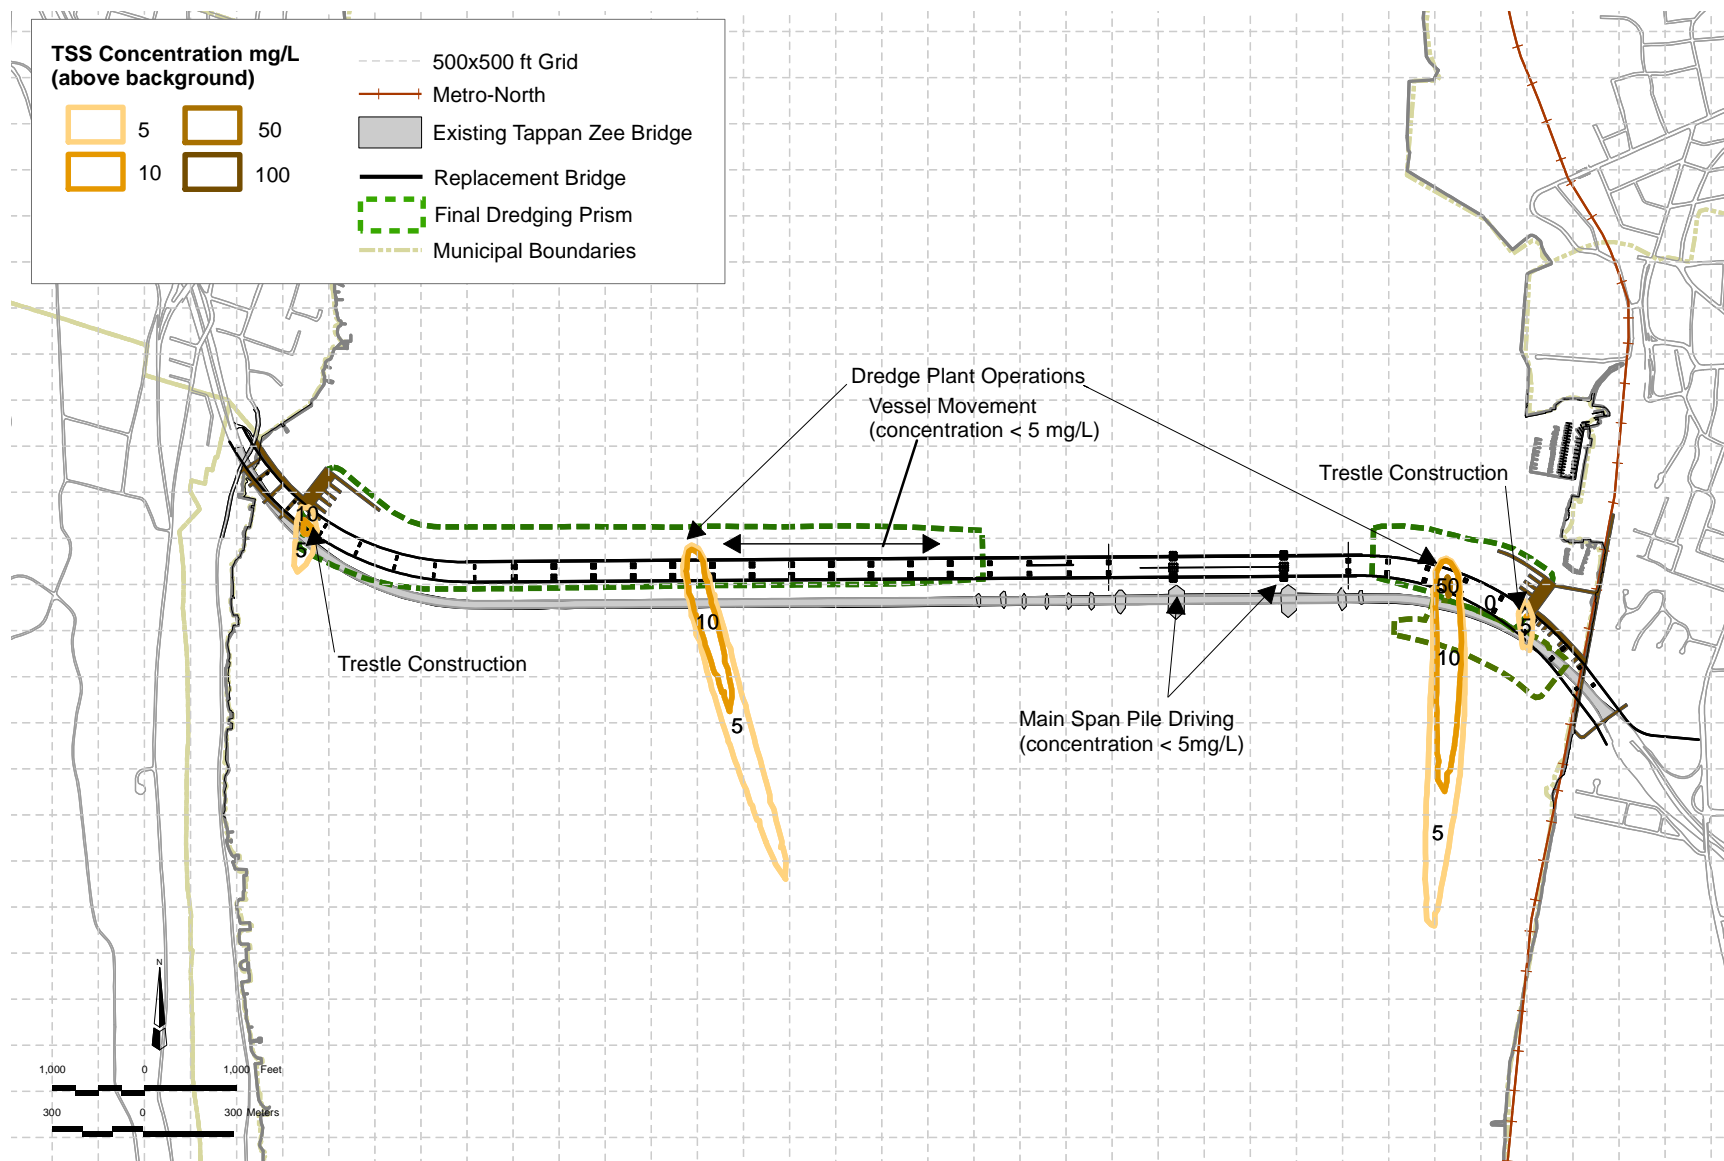 TSS Concentration mg/L
(above background)
5
50
10
100
500x500 ft Grid
Metro-North
Existing Tappan Zee Bridge
Replacement Bridge
Final Dredging Prism
Municipal Boundaries
Dredge Plant Operations
Vessel Movement
(concentration < 5 mg/L)
Trestle Construction
10
5
50
0
5
10
10
Trestle Construction
5
Main Span Pile Driving
(concentration < 5mg/L)
5
N
1,000 0 1,000 Feet
300 0 300 Meters